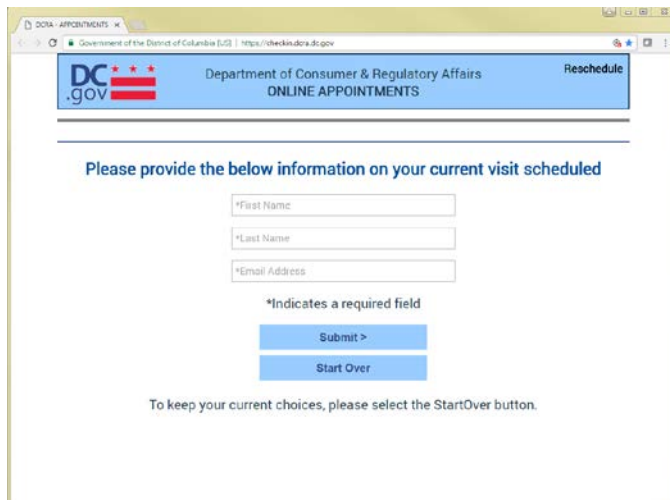 DCRA - APPOINTMENTS
Government of the District of Columbia [US] | https://checkin.dcra.dc.gov
DC
.gov
Department of Consumer & Regulatory Affairs
ONLINE APPOINTMENTS
Reschedule
Please provide the below information on your current visit scheduled
*First Name
*Last Name
*Email Address
*Indicates a required field
Submit >
Start Over
To keep your current choices, please select the StartOver button.